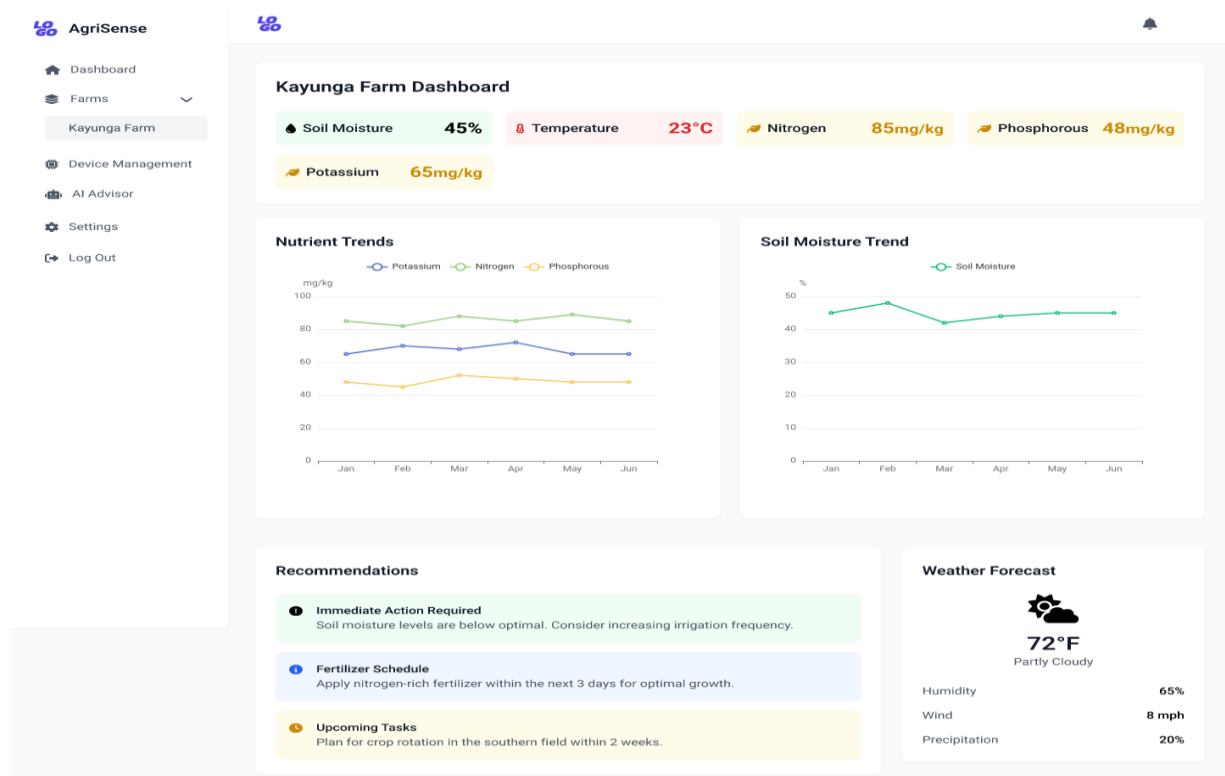 LOGO AgriSense
Dashboard
Farms
Kayunga Farm
Device Management
AI Advisor
Settings
Log Out
LOGO
Kayunga Farm Dashboard
Soil Moisture 45%
Temperature 23°C
Nitrogen 85mg/kg
Phosphorous 48mg/kg
Potassium 65mg/kg
Nutrient Trends
Potassium Nitrogen Phosphorous
mg/kg
100
80
60
40
20
0
Jan Feb Mar Apr May Jun
Soil Moisture Trend
Soil Moisture
%
50
40
30
20
10
0
Jan Feb Mar Apr May Jun
Recommendations
Immediate Action Required
Soil moisture levels are below optimal. Consider increasing irrigation frequency.
Fertilizer Schedule
Apply nitrogen-rich fertilizer within the next 3 days for optimal growth.
Upcoming Tasks
Plan for crop rotation in the southern field within 2 weeks.
Weather Forecast
72°F
Partly Cloudy
Humidity 65%
Wind 8 mph
Precipitation 20%